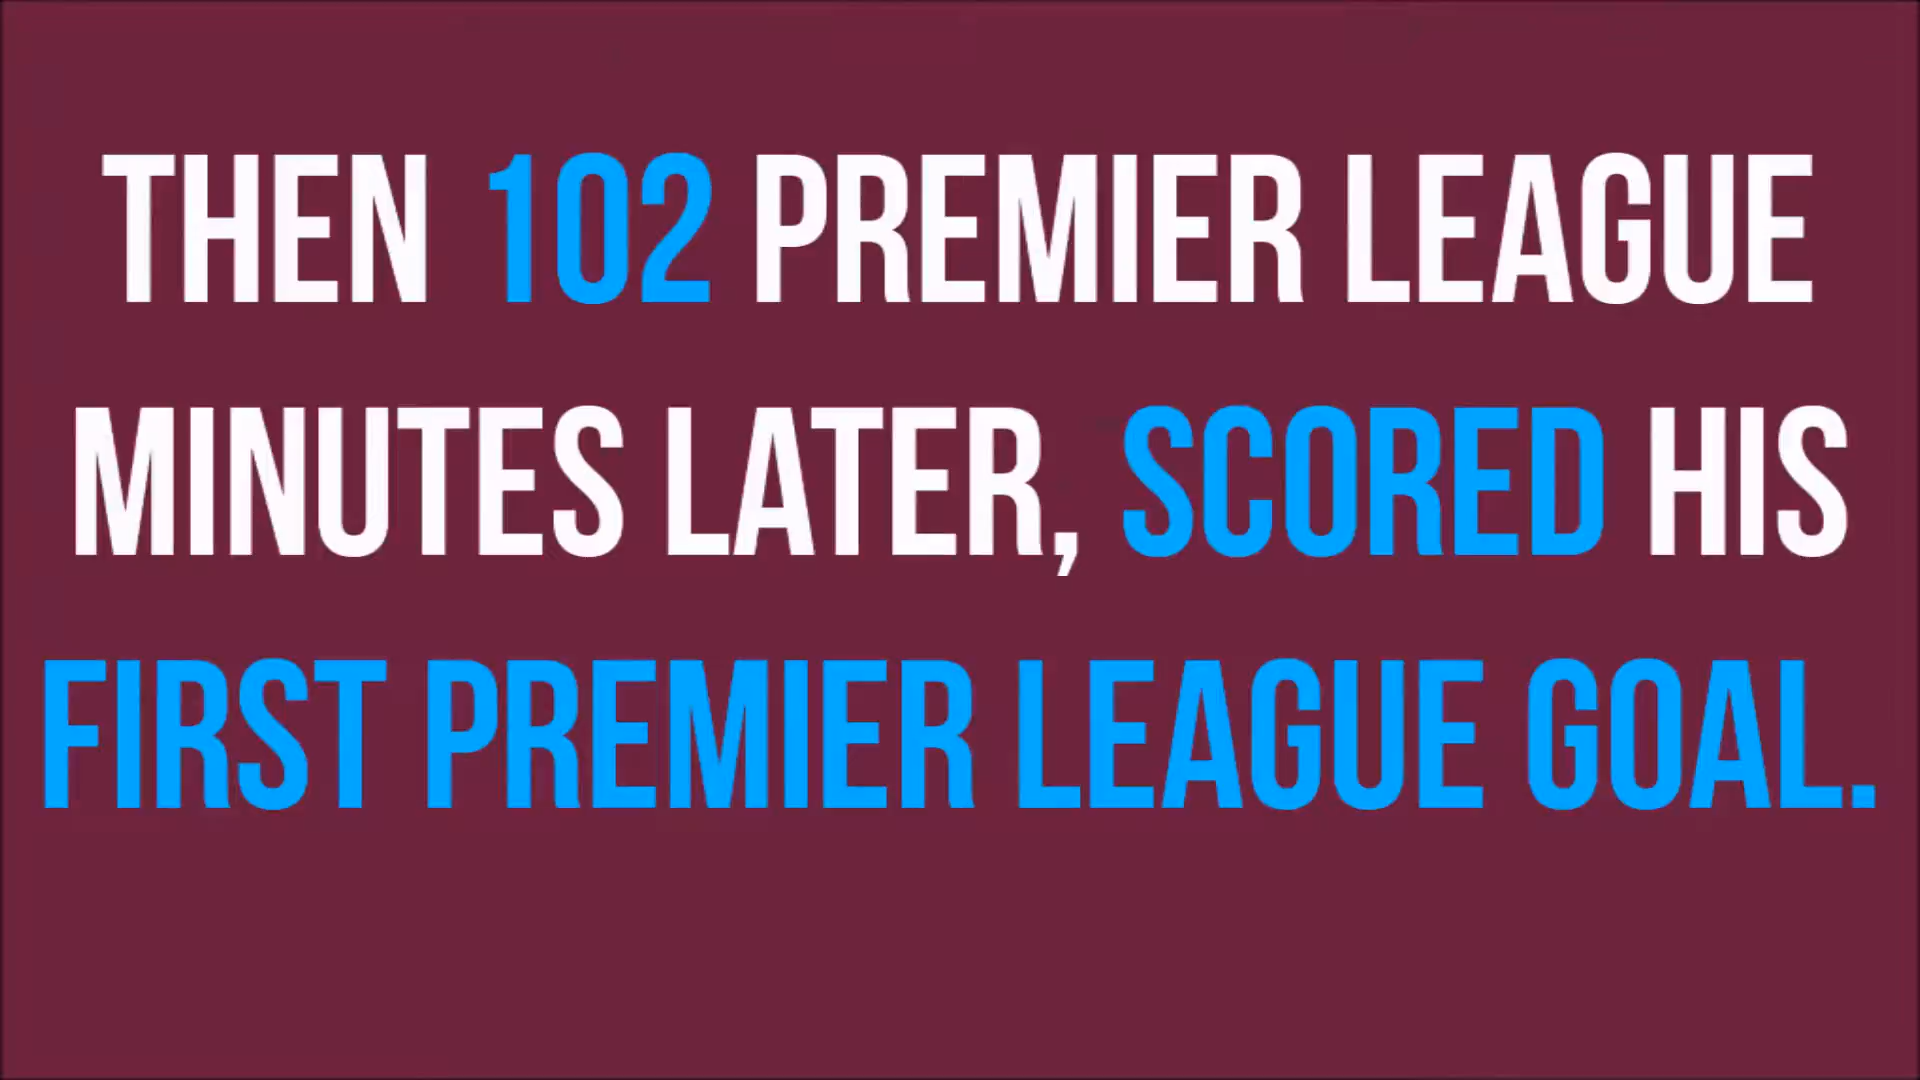 THEN 102 PREMIER LEAGUE
MINUTES LATER, SCORED HIS
FIRST PREMIER LEAGUE GOAL.